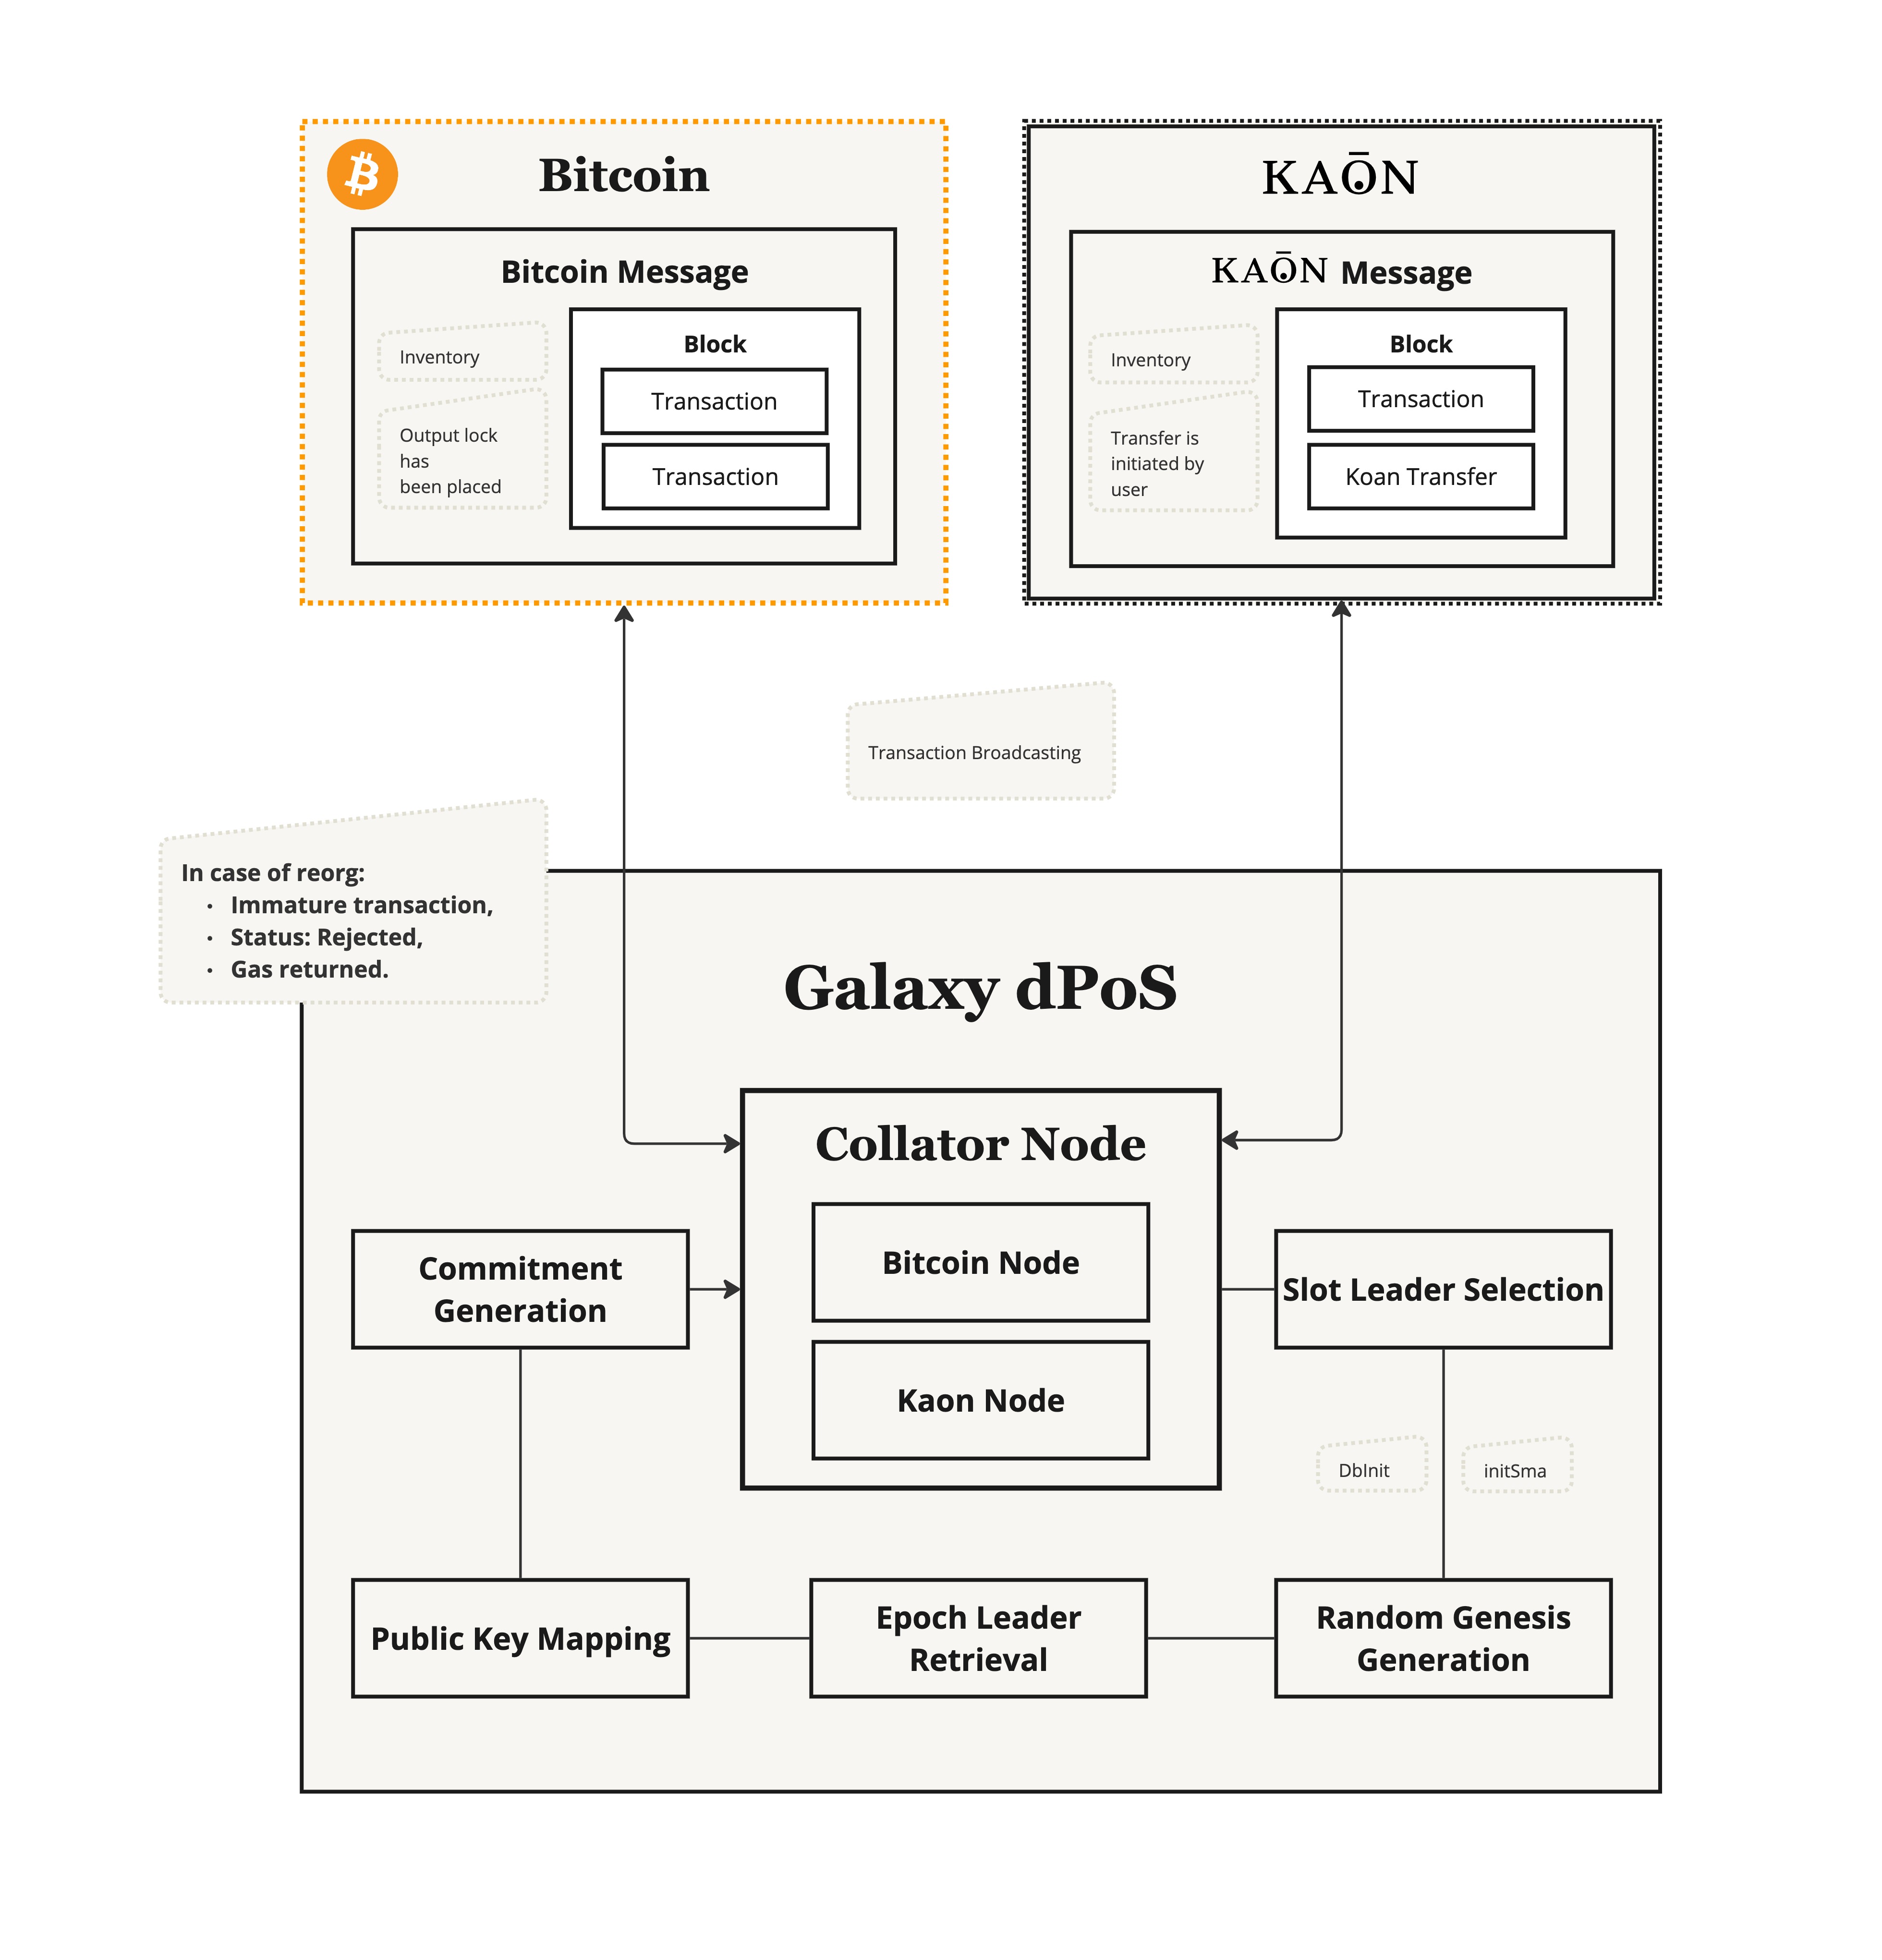 Bitcoin
Bitcoin Message
Inventory
Output lock
has
been placed
Block
Transaction
Transaction
KAŌN
KAŌN Message
Inventory
Transfer is
initiated by
user
Block
Transaction
Koan Transfer
Transaction Broadcasting
In case of reorg:
• Immature transaction,
• Status: Rejected,
• Gas returned.
Galaxy dPoS
Collator Node
Bitcoin Node
Kaon Node
Commitment
Generation
Slot Leader Selection
DbInit
initSma
Public Key Mapping
Epoch Leader
Retrieval
Random Genesis
Generation